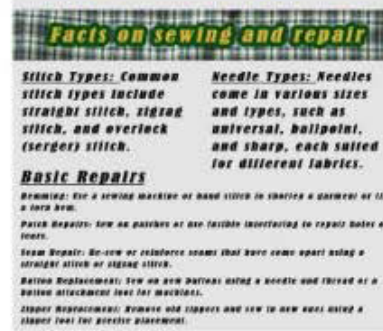 Facts on sewing and repair
Stitch Types: Common
stitch types include
straight stitch, zigzag
stitch, and overlock
(serger) stitch.
Needle Types: Needles
come in various sizes
and types, such as
universal, ballpoint,
and sharp, each suited
for different fabrics.
Basic Repairs
Hemming: Use a sewing machine or hand stitch to shorten a garment or
a torn hem.
Patch Repairs: Sew on patches or use fusible interfacing to repair holes
tears.
Seam Repair: Re-sew or reinforce seams that have come apart using a
straight stitch or zigzag stitch.
Button Replacement: Sew on new buttons using a needle and thread or a
button attachment foot for machines.
Zipper Replacement: Remove old zippers and sew in new ones using a
zipper foot for precise placement.